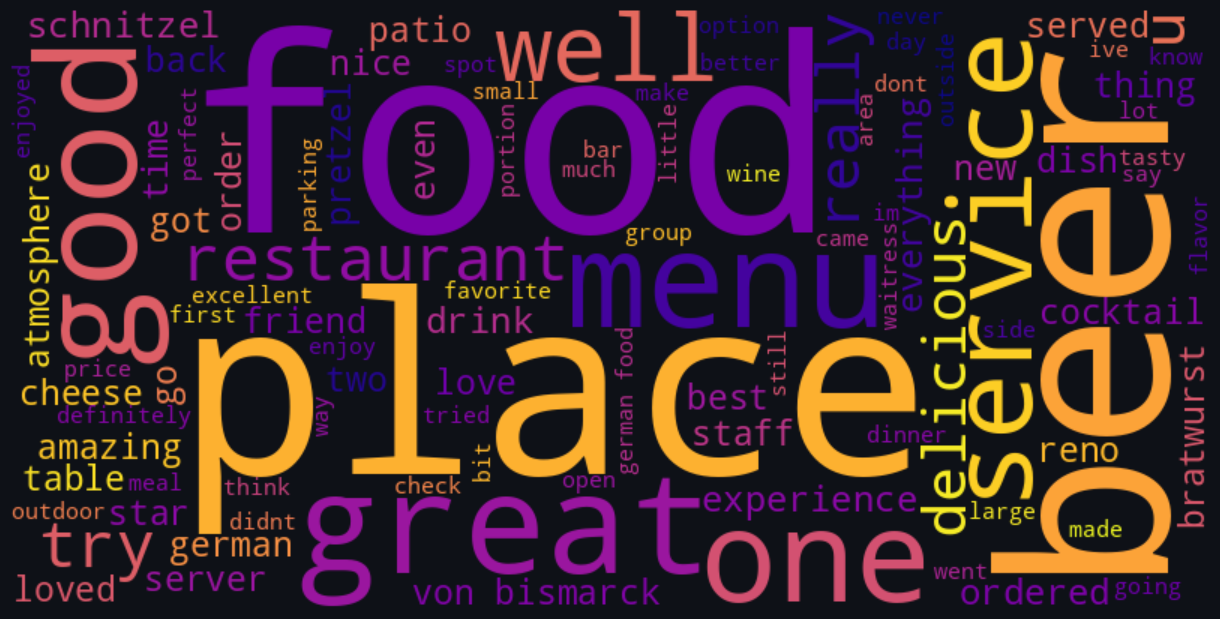 schnitzel
patio
well
option
never
served
u
back
nice
spot
better
day
ive
know
food
good
really
outside
service
beer
enjoyed
small
make
dont
thing
perfect
pretzel
portion
little
area
lot
time
order
parking
even
bar
much
wine
everything
new
dish
tasty
say
atmosphere
got
group
came
im
waitress
delicious
flavor
restaurant
menu
excellent
favorite
first
friend
drink
cocktail
side
place
enjoy
german food
still
price
go
cheese
two
love
best
bratwurst
definitely
way
tried
staff
dinner
amazing
bit
reno
table
meal
think
check
open
experience
outdoor
star
didnt
great
one
large
made
try
german
loved
server
von bismarck
went
ordered
going